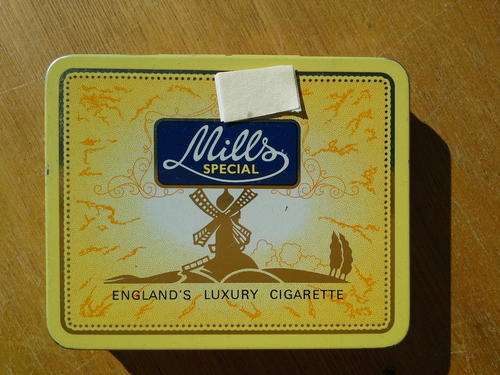 Mills
SPECIAL
ENGLAND'S LUXURY CIGARETTE